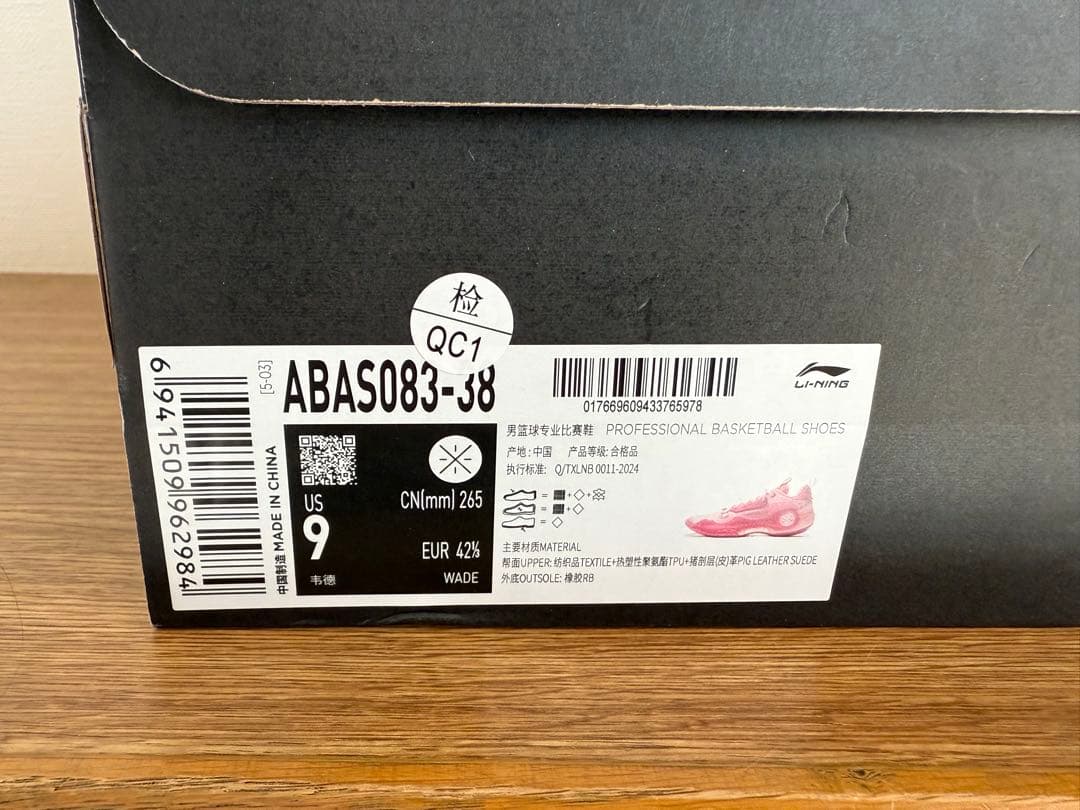 检
QC1
6 941509 962984
[5-03]
中国制造 MADE IN CHINA
ABAS083-38
US
9
韦德
CN(mm) 265
EUR 42⅔
WADE
017669609433765978
LI-NING
男篮球专业比赛鞋 PROFESSIONAL BASKETBALL SHOES
产地: 中国 产品等级: 合格品
执行标准: Q/TXLNB 0011-2024
主要材质MATERIAL
帮面UPPER: 纺织品TEXTILE+热塑性聚氨酯TPU+猪剖层(皮)革PIG LEATHER SUEDE
外底OUTSOLE: 橡胶RB